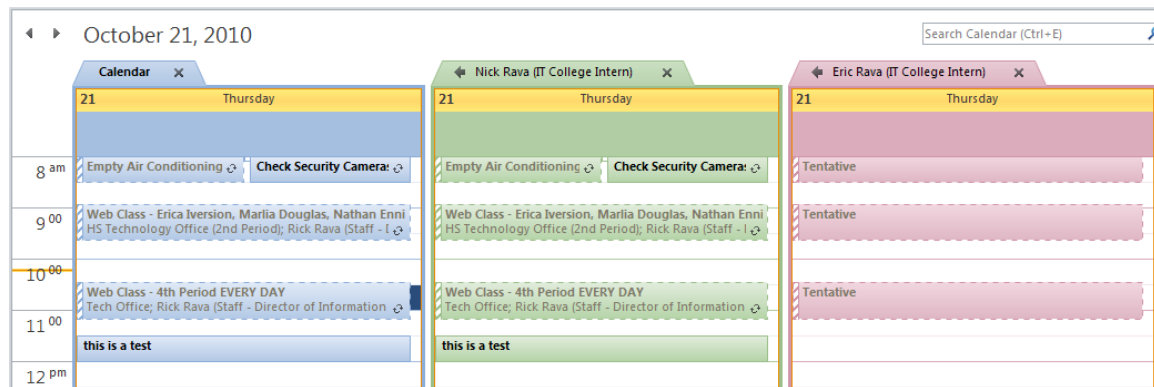 October 21, 2010
Search Calendar (Ctrl+E)
Calendar
Nick Rava (IT College Intern)
Eric Rava (IT College Intern)
21 Thursday
21 Thursday
21 Thursday
8 am
Empty Air Conditioning
Check Security Cameras
Empty Air Conditioning
Check Security Cameras
Tentative
9 00
Web Class - Erica Iversion, Marlia Douglas, Nathan Enni
HS Technology Office (2nd Period); Rick Rava (Staff - D
Web Class - Erica Iversion, Marlia Douglas, Nathan Enni
HS Technology Office (2nd Period); Rick Rava (Staff -
Tentative
10 00
Web Class - 4th Period EVERY DAY
Tech Office; Rick Rava (Staff - Director of Information
Web Class - 4th Period EVERY DAY
Tech Office; Rick Rava (Staff - Director of Information
Tentative
11 00
this is a test
this is a test
12 pm